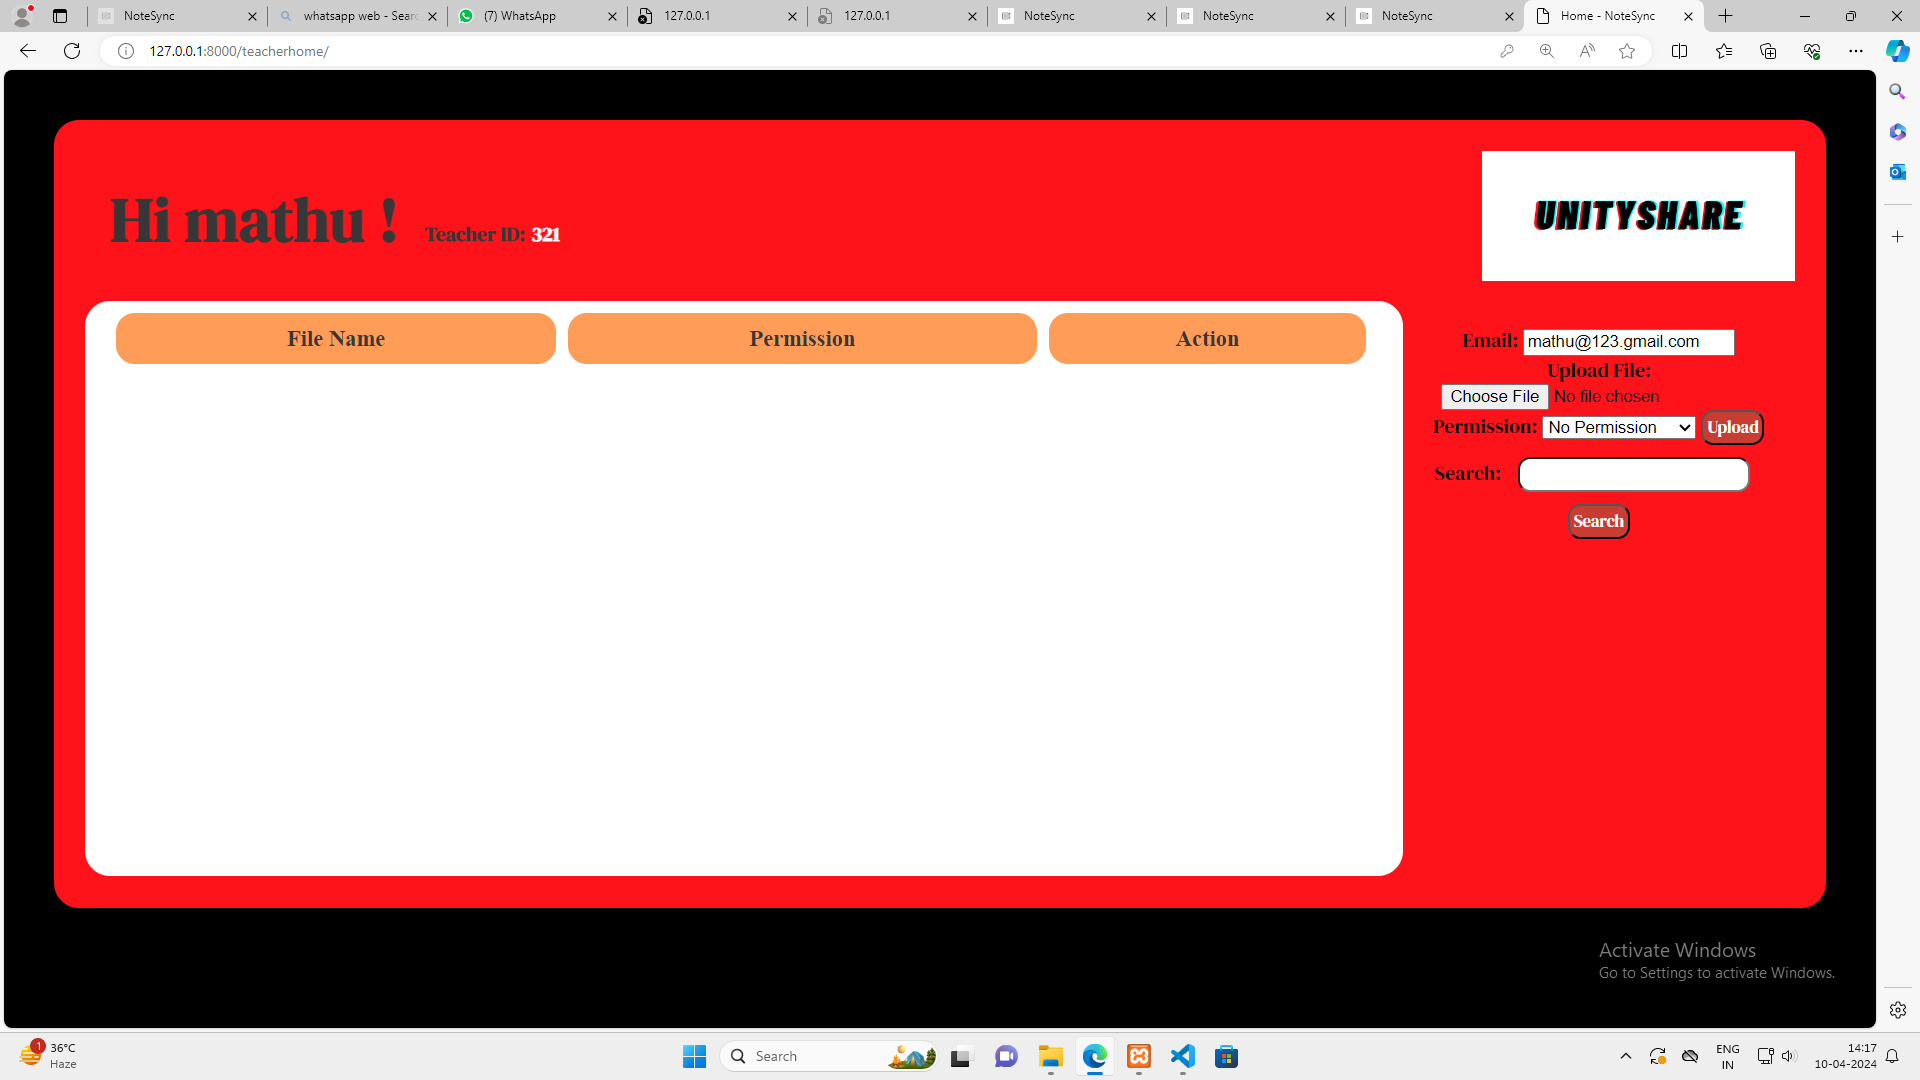 NoteSync
whatsapp web - Sear
(7) WhatsApp
127.0.0.1
127.0.0.1
NoteSync
NoteSync
NoteSync
Home - NoteSync
127.0.0.1:8000/teacherhome/
Hi mathu !
Teacher ID: 321
UNITYSHARE
File Name
Permission
Action
Email: mathu@123.gmail.com
Upload File:
Choose File No file chosen
Permission: No Permission Upload
Search:
Search
Activate Windows
Go to Settings to activate Windows.
1
36°C
Haze
Search
ENG
IN
14:17
10-04-2024